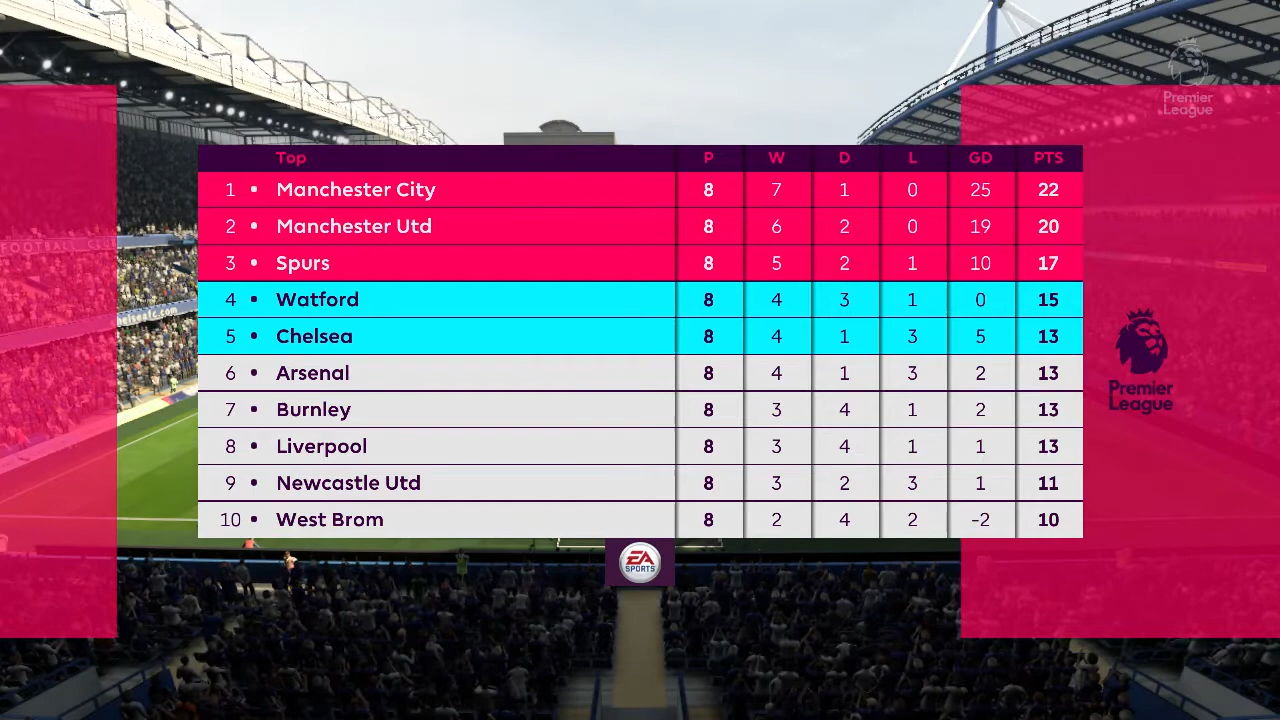 Premier
League
Top P W D L GD PTS
1 • Manchester City 8 7 1 0 25 22
2 • Manchester Utd 8 6 2 0 19 20
3 • Spurs 8 5 2 1 10 17
4 • Watford 8 4 3 1 0 15
5 • Chelsea 8 4 1 3 5 13
6 • Arsenal 8 4 1 3 2 13
7 • Burnley 8 3 4 1 2 13
8 • Liverpool 8 3 4 1 1 13
9 • Newcastle Utd 8 3 2 3 1 11
10 • West Brom 8 2 4 2 -2 10
FOOTBALL CLUB
Premier
League
EA
SPORTS